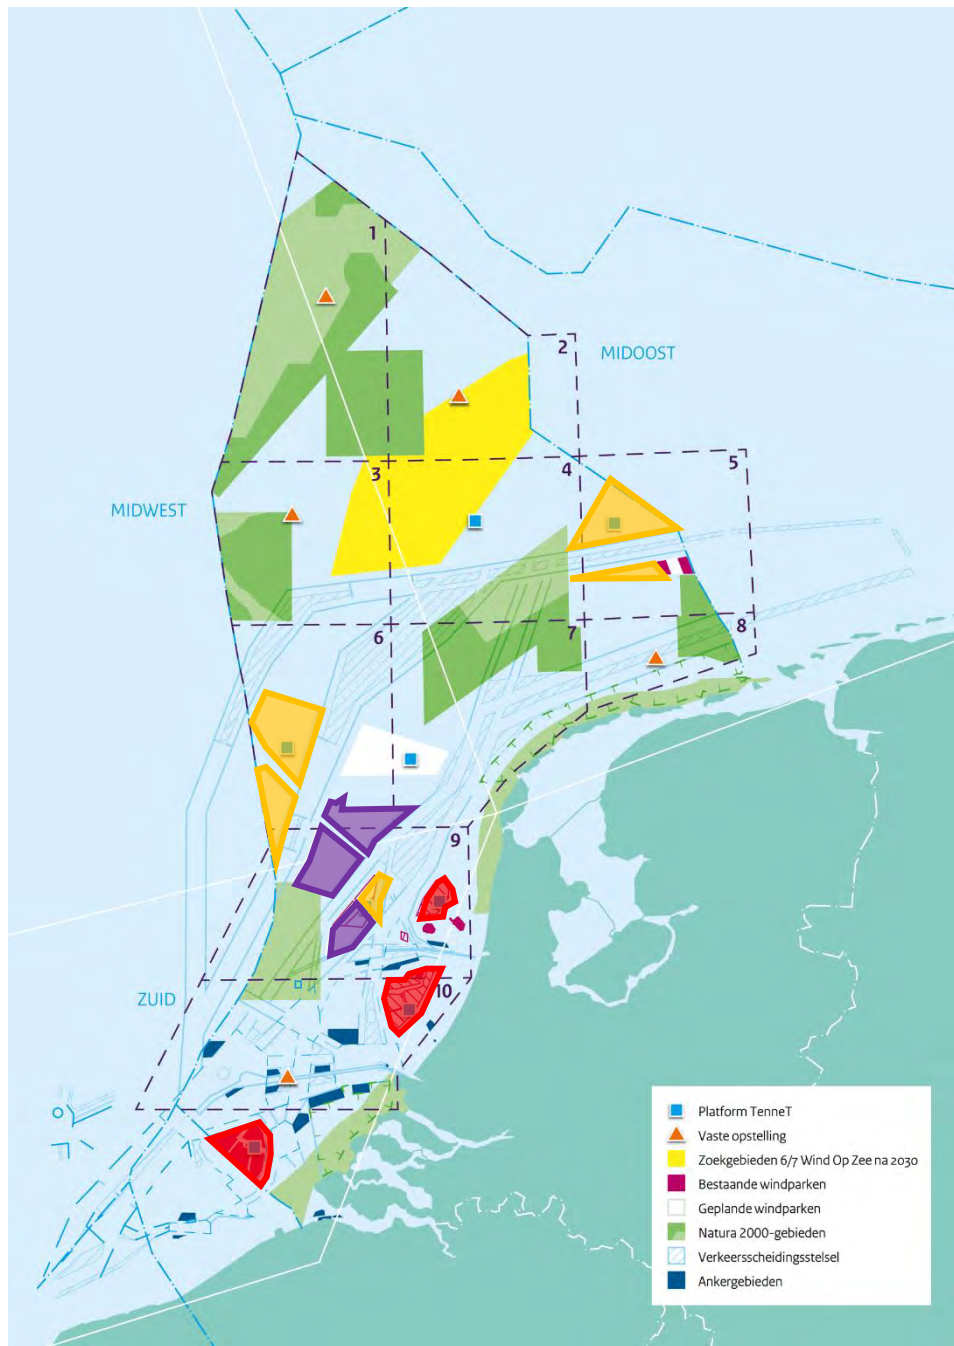 1
2
MIDOOST
3
4
5
MIDWEST
6
7
8
9
ZUID
10
Platform TenneT
Vaste opstelling
Zoekgebieden 6/7 Wind Op Zee na 2030
Bestaande windparken
Geplande windparken
Natura 2000-gebieden
Verkeersscheidingsstelsel
Ankergebieden